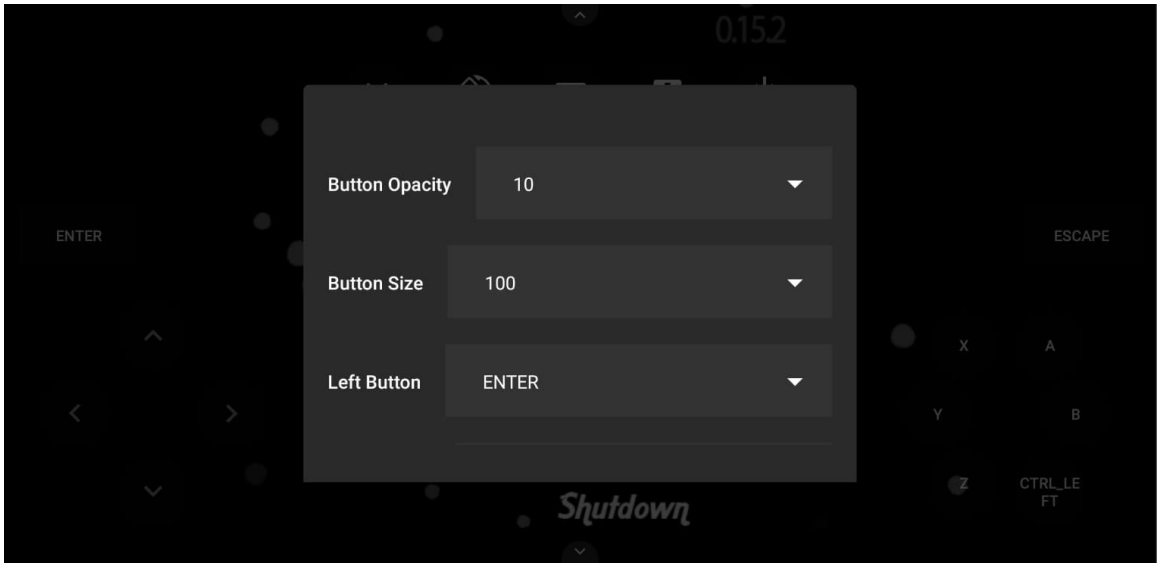 0.15.2
Button Opacity 10
ENTER
ESCAPE
Button Size 100
X A
Left Button ENTER
Y B
Z CTRL_LE
FT
Shutdown